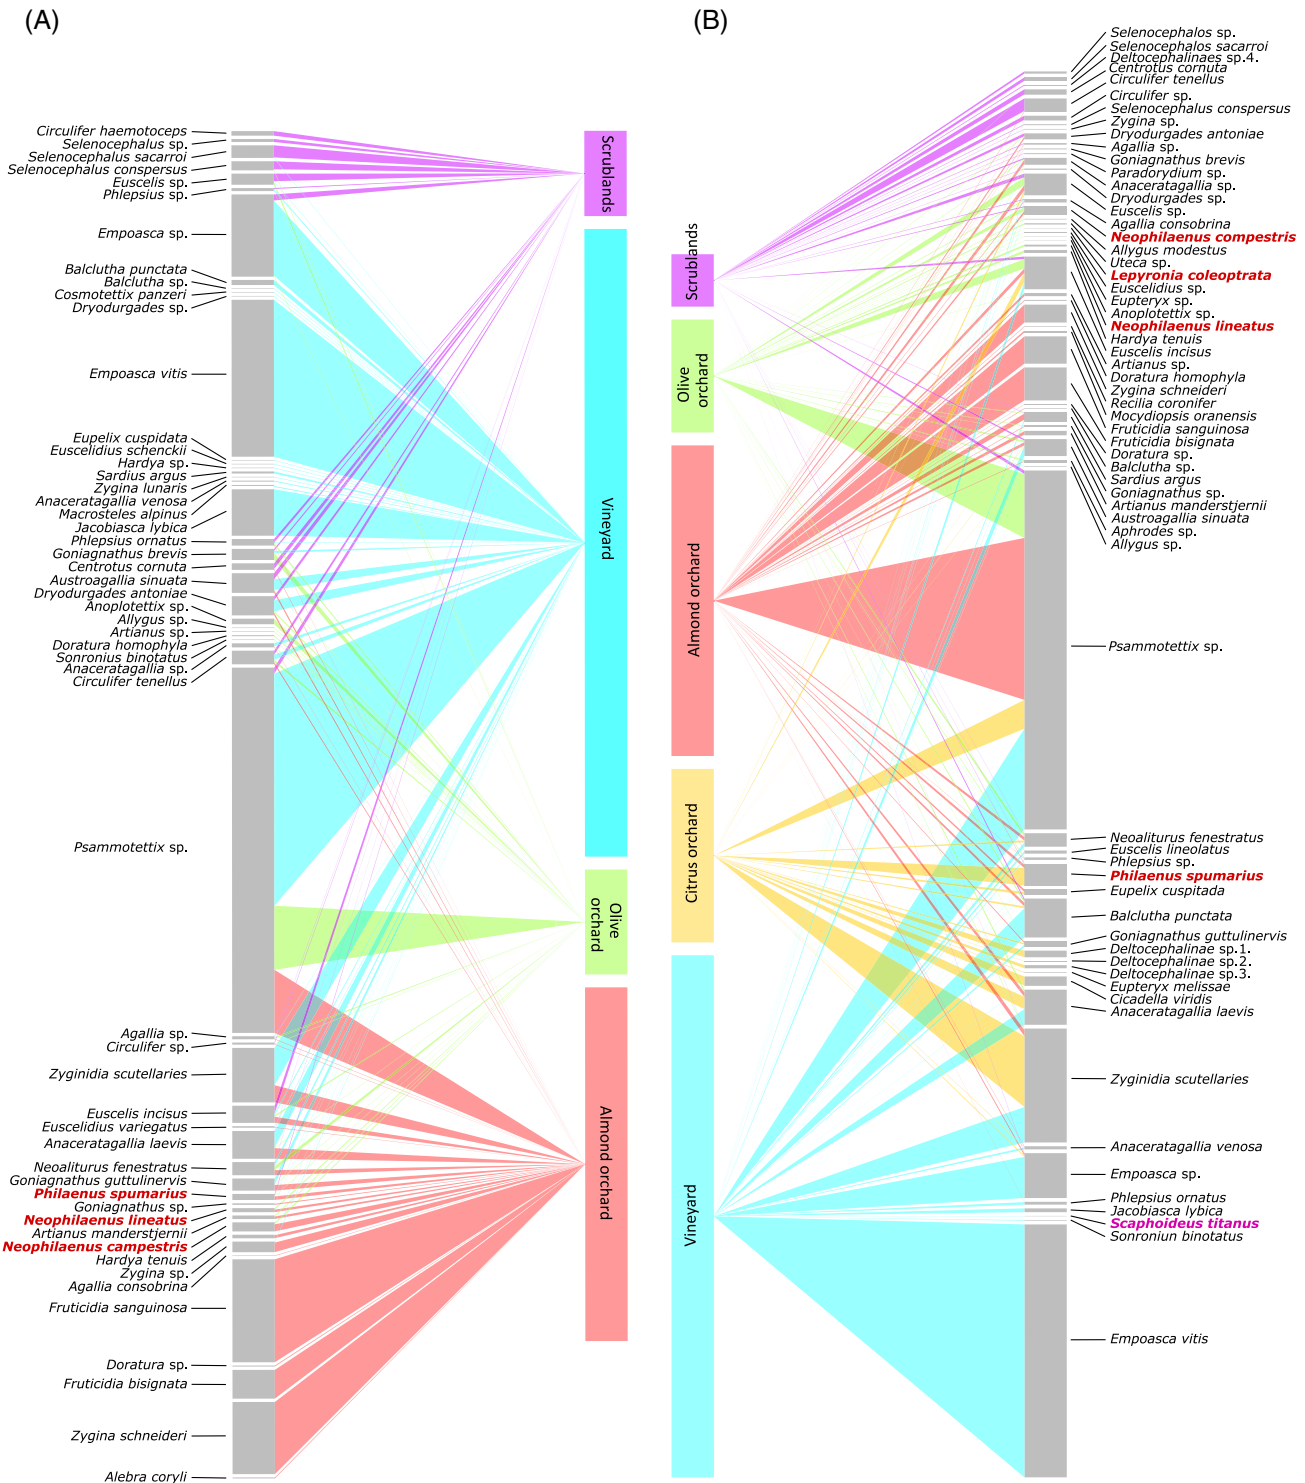 (A)
Circulifer haemotoceps
Selenocephalus sp.
Selenocephalus sacarroi
Selenocephalus conspersus
Euscelis sp.
Phlepsius sp.
Empoasca sp.
Balclutha punctata
Balclutha sp.
Cosmotettix panzeri
Dryodurgades sp.
Empoasca vitis
Eupelix cuspidata
Euscelidius schenckii
Hardya sp.
Sardius argus
Zygina lunaris
Anaceratagallia venosa
Macrosteles alpinus
Jacobiasca lybica
Phlepsius ornatus
Goniagnathus brevis
Centrotus cornuta
Austroagallia sinuata
Dryodurgades antoniae
Anoplotettix sp.
Allygus sp.
Artianus sp.
Doratura homophyla
Sonronius binotatus
Anaceratagallia sp.
Circulifer tenellus
Psammotettix sp.
Agallia sp.
Circulifer sp.
Zyginidia scutellaries
Euscelis incisus
Euscelidius variegatus
Anaceratagallia laevis
Neoaliturus fenestratus
Goniagnathus guttulinervis
Philaenus spumarius
Goniagnathus sp.
Neophilaenus lineatus
Artianus manderstjernii
Neophilaenus campestris
Hardya tenuis
Zygina sp.
Agallia consobrina
Fruticidia sanguinosa
Doratura sp.
Fruticidia bisignata
Zygina schneideri
Alebra coryli
Scrublands
Vineyard
Olive
orchard
Almond orchard
(B)
Scrublands
Olive
orchard
Almond orchard
Citrus orchard
Vineyard
Selenocephalos sp.
Selenocephalos sacarroi
Deltocephalinaes sp.4.
Centrotus cornuta
Circulifer tenellus
Circulifer sp.
Selenocephalus conspersus
Zygina sp.
Dryodurgades antoniae
Agallia sp.
Goniagnathus brevis
Paradorydium sp.
Anaceratagallia sp.
Dryodurgades sp.
Euscelis sp.
Agallia consobrina
Neophilaenus compestris
Allygus modestus
Uteca sp.
Lepyronia coleoptrata
Euscelidius sp.
Eupteryx sp.
Anoplotettix sp.
Neophilaenus lineatus
Hardya tenuis
Euscelis incisus
Artianus sp.
Doratura homophyla
Zygina schneideri
Recilia coronifer
Mocydiopsis oranensis
Fruticidia sanguinosa
Fruticidia bisignata
Doratura sp.
Balclutha sp.
Sardius argus
Goniagnathus sp.
Artianus manderstjernii
Austroagallia sinuata
Aphrodes sp.
Allygus sp.
Psammotettix sp.
Neoaliturus fenestratus
Euscelis lineolatus
Phlepsius sp.
Philaenus spumarius
Eupelix cuspitada
Balclutha punctata
Goniagnathus guttulinervis
Deltocephalinae sp.1.
Deltocephalinae sp.2.
Deltocephalinae sp.3.
Eupteryx melissae
Cicadella viridis
Anaceratagallia laevis
Zyginidia scutellaries
Anaceratagallia venosa
Empoasca sp.
Phlepsius ornatus
Jacobiasca lybica
Scaphoideus titanus
Sonroniun binotatus
Empoasca vitis